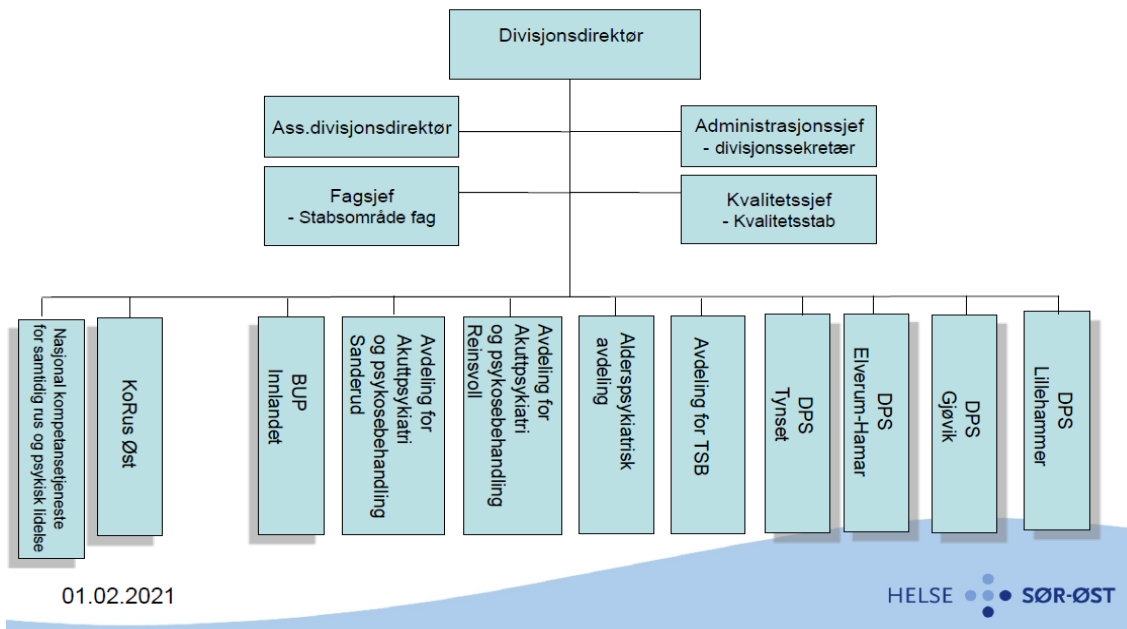 Divisjonsdirektør
Ass.divisjonsdirektør
Administrasjonssjef
- divisjonssekretær
Fagsjef
- Stabsområde fag
Kvalitetssjef
- Kvalitetsstab
Nasjonal kompetansetjeneste
for samtidig rus og psykisk lidelse
KoRus Øst
BUP
Innlandet
Avdeling for
Akuttpsykiatri
og psykosebehandling
Sanderud
Avdeling for
Akuttpsykiatri
og psykosebehandling
Reinsvoll
Alderspsykiatrisk
avdeling
Avdeling for TSB
DPS
Tynset
DPS
Elverum-Hamar
DPS
Gjøvik
DPS
Lillehammer
01.02.2021
HELSE SØR-ØST